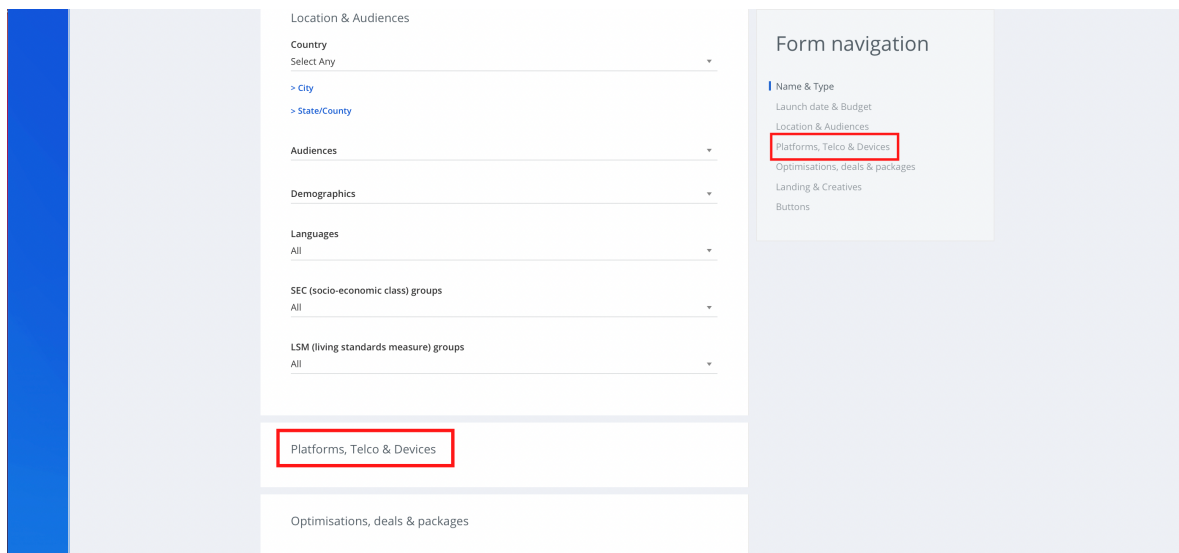 Location & Audiences
Country
Select Any
> City
> State/County
Audiences
Demographics
Languages
All
SEC (socio-economic class) groups
All
LSM (living standards measure) groups
All
Platforms, Telco & Devices
Optimisations, deals & packages
Form navigation
Name & Type
Launch date & Budget
Location & Audiences
Platforms, Telco & Devices
Optimisations, deals & packages
Landing & Creatives
Buttons